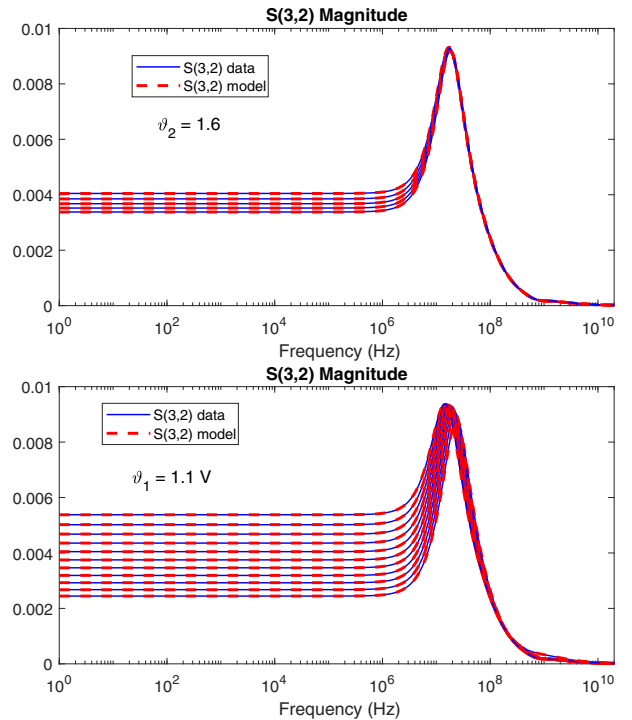 S(3,2) Magnitude
0.01
0.008
0.006
0.004
0.002
0
S(3,2) data
S(3,2) model
ϑ2 = 1.6
10^0 10^2 10^4 10^6 10^8 10^10
Frequency (Hz)
S(3,2) Magnitude
0.01
0.008
0.006
0.004
0.002
0
S(3,2) data
S(3,2) model
ϑ1 = 1.1 V
10^0 10^2 10^4 10^6 10^8 10^10
Frequency (Hz)